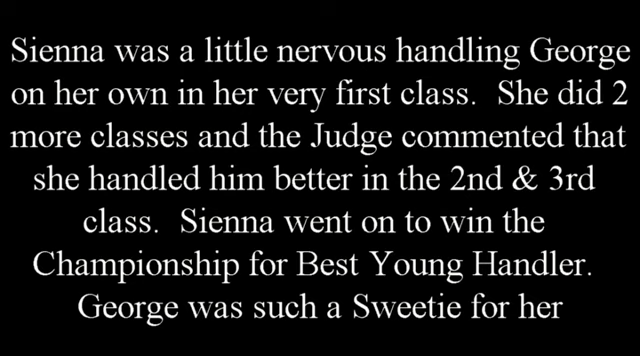 Sienna was a little nervous handling George
on her own in her very first class.  She did 2
more classes and the Judge commented that
she handled him better in the 2nd & 3rd
class.  Sienna went on to win the
Championship for Best Young Handler.
George was such a Sweetie for her